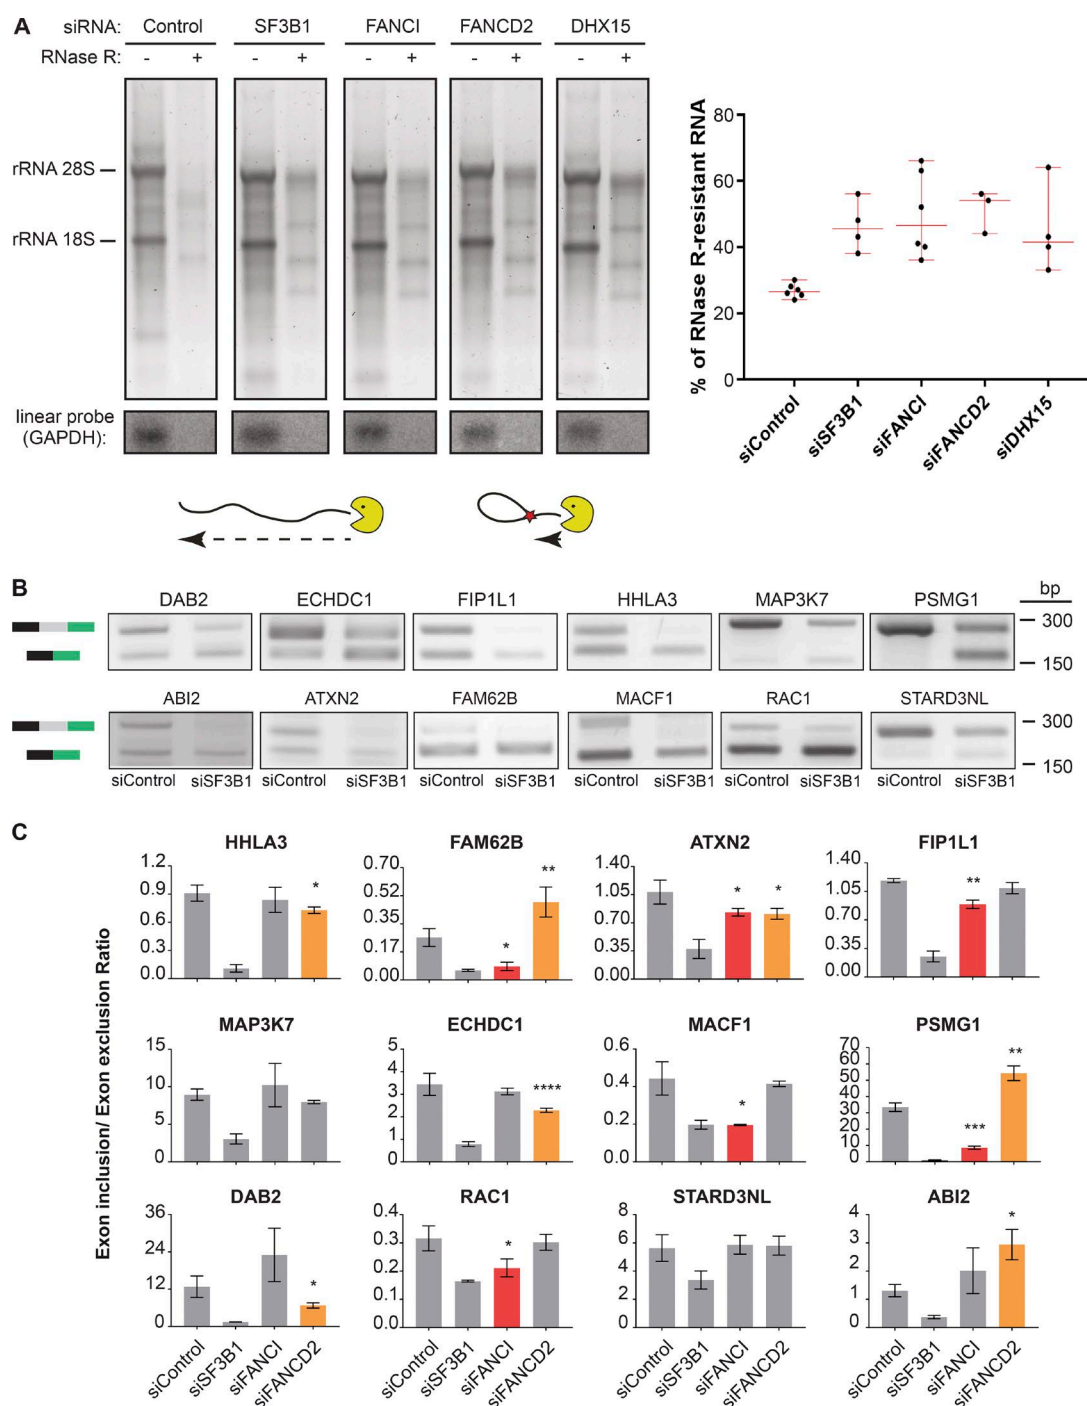 A
siRNA: Control SF3B1 FANCI FANCD2 DHX15
RNase R: - + - + - + - + - +
rRNA 28S
rRNA 18S
linear probe
(GAPDH):
% of RNase R-resistant RNA
80
60
40
20
0
siControl siSF3B1 siFANCI siFANCD2 siDHX15
B
DAB2 ECHDC1 FIP1L1 HHLA3 MAP3K7 PSMG1 bp
300
150
ABI2 ATXN2 FAM62B MACF1 RAC1 STARD3NL
300
150
siControl siSF3B1 siControl siSF3B1 siControl siSF3B1 siControl siSF3B1 siControl siSF3B1 siControl siSF3B1
C
Exon inclusion/ Exon exclusion Ratio
HHLA3
1.2
0.9
0.6
0.3
0.0
*
FAM62B
0.70
0.52
0.35
0.17
0.00
*
**
ATXN2
1.40
1.05
0.70
0.35
0.00
*
*
FIP1L1
1.40
1.05
0.70
0.35
0.00
**
MAP3K7
15
10
5
0
ECHDC1
5
4
3
2
1
0
****
MACF1
0.6
0.4
0.2
0.0
*
PSMG1
70
60
50
40
30
20
10
0
***
**
DAB2
36
24
12
0
*
RAC1
0.4
0.3
0.2
0.1
0.0
*
STARD3NL
8
6
4
2
0
ABI2
4
3
2
1
0
*
siControl siSF3B1 siFANCI siFANCD2
siControl siSF3B1 siFANCI siFANCD2
siControl siSF3B1 siFANCI siFANCD2
siControl siSF3B1 siFANCI siFANCD2